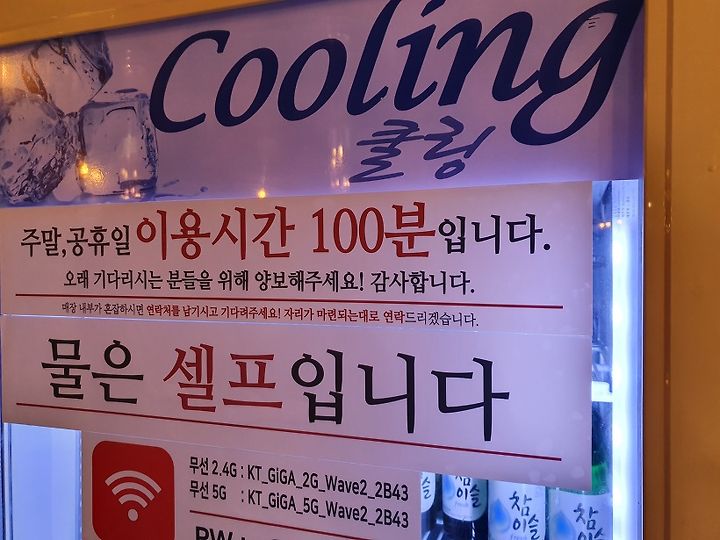 Cooling
쿨링
주말,공휴일 이용시간 100분입니다.
오래 기다리시는 분들을 위해 양보해주세요! 감사합니다.
매장 내부가 혼잡하시면 연락처를 남기시고 기다려주세요! 자리가 마련되는대로 연락드리겠습니다.
물은 셀프입니다
무선 2.4G : KT_GiGA_2G_Wave2_2B43
무선 5G : KT_GiGA_5G_Wave2_2B43
참이슬
참이슬